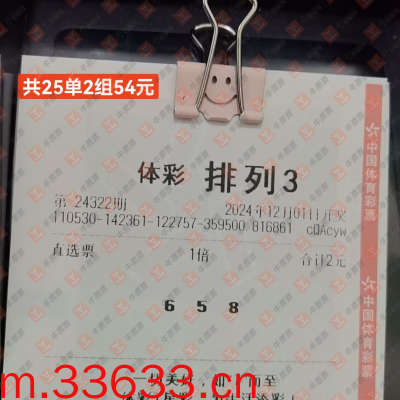 共25单2组54元
体彩 排列3
第 24322期 2024年12月01日开奖
110530-142361-122757-359500 816861 cQAcyw
直选票 1倍 合计2元
6 5 8
中国体育彩票
中国体育彩票
m.33633.cn